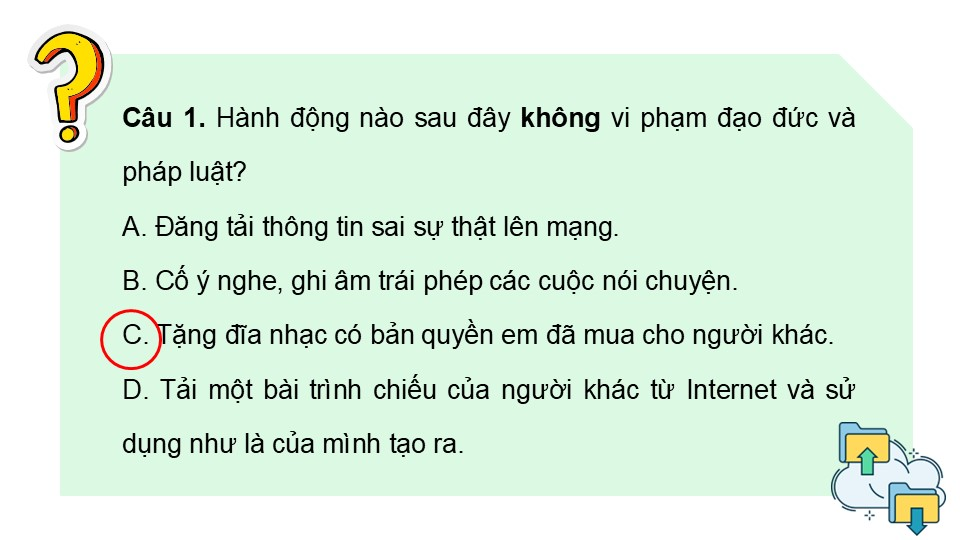 Câu 1. Hành động nào sau đây không vi phạm đạo đức và
pháp luật?
A. Đăng tải thông tin sai sự thật lên mạng.
B. Cố ý nghe, ghi âm trái phép các cuộc nói chuyện.
C. Tặng đĩa nhạc có bản quyền em đã mua cho người khác.
D. Tải một bài trình chiếu của người khác từ Internet và sử
dụng như là của mình tạo ra.